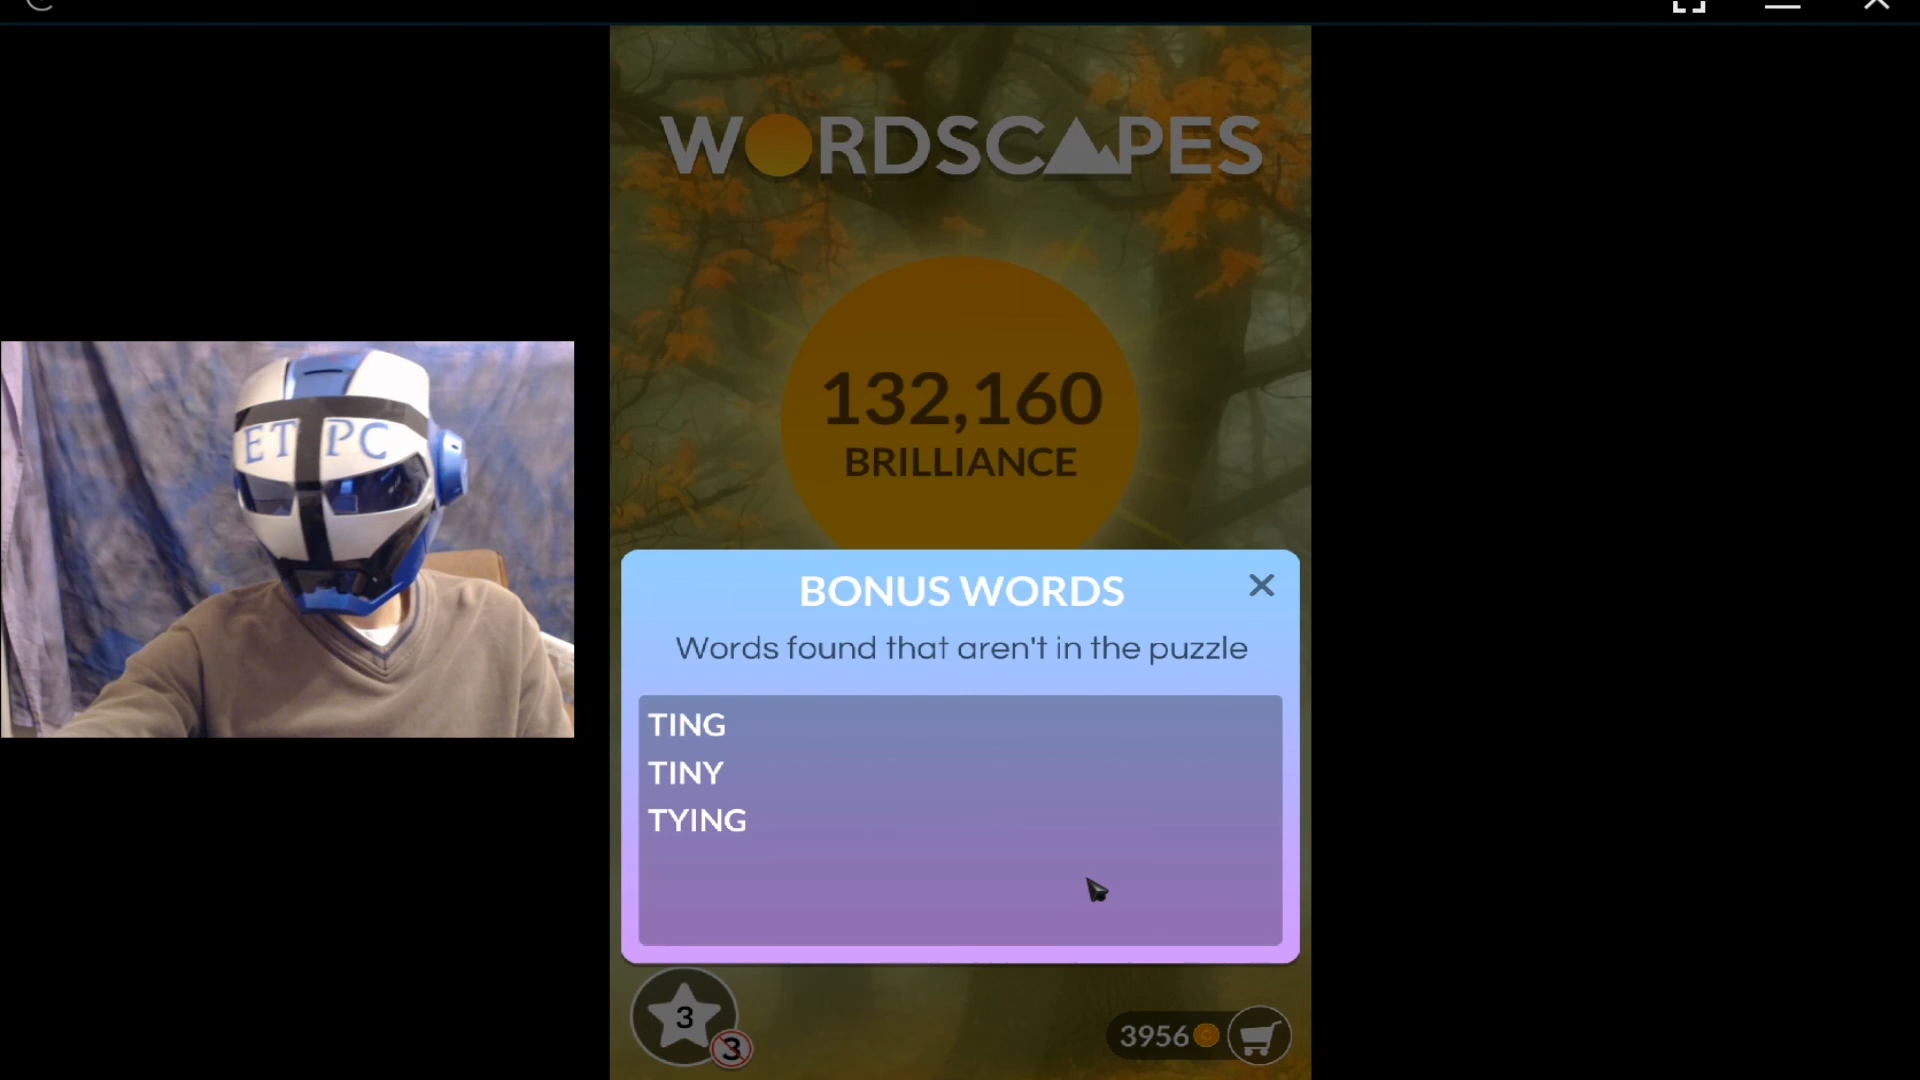 WORDSCAPES
132,160
BRILLIANCE
ET PC
BONUS WORDS
Words found that aren't in the puzzle
TING
TINY
TYING
3
3
3956